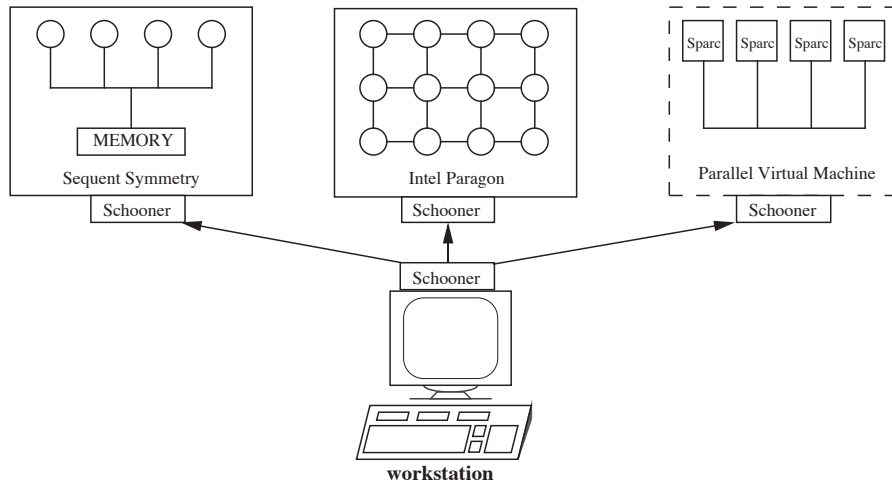 Sparc Sparc Sparc Sparc
MEMORY
Sequent Symmetry
Intel Paragon
Parallel Virtual Machine
Schooner
Schooner
Schooner
Schooner
workstation